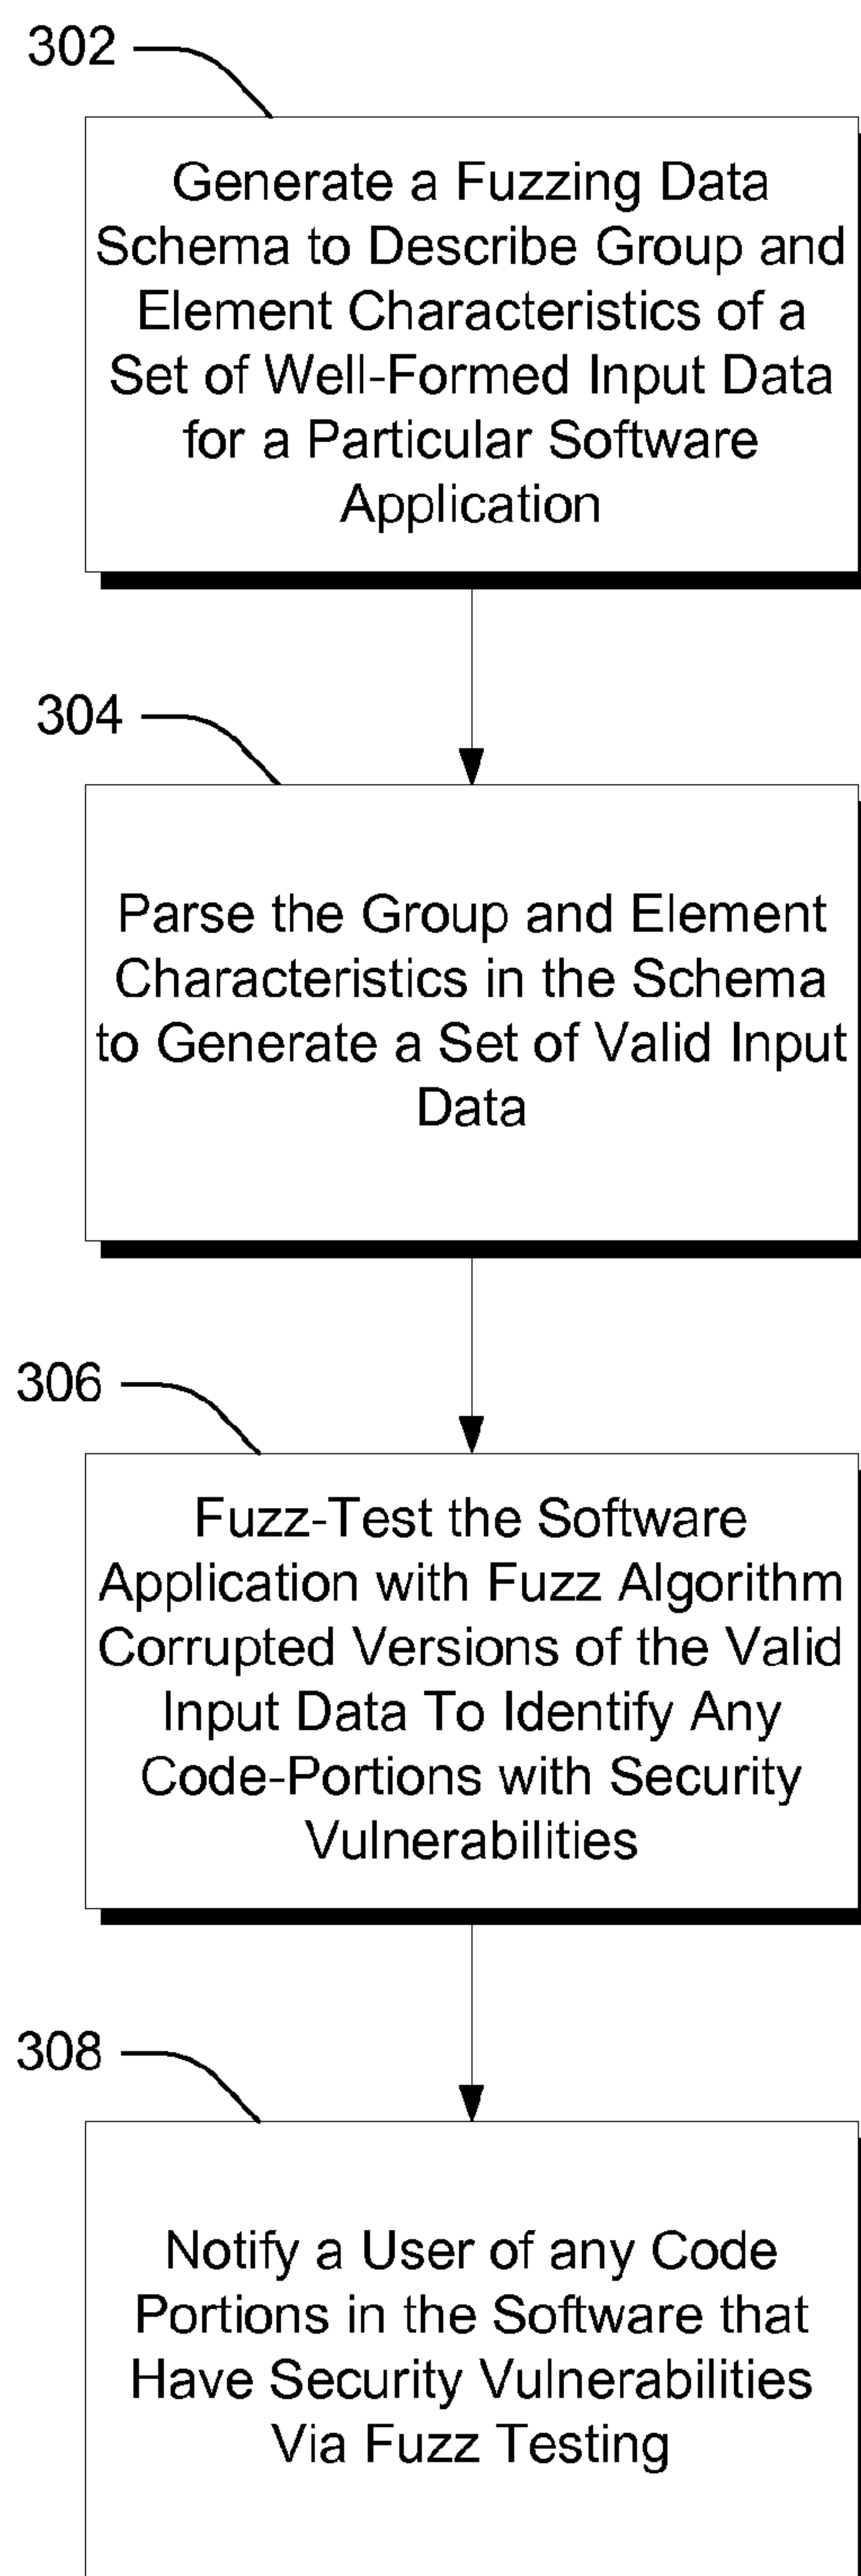 302
Generate a Fuzzing Data
Schema to Describe Group and
Element Characteristics of a
Set of Well-Formed Input Data
for a Particular Software
Application
304
Parse the Group and Element
Characteristics in the Schema
to Generate a Set of Valid Input
Data
306
Fuzz-Test the Software
Application with Fuzz Algorithm
Corrupted Versions of the Valid
Input Data To Identify Any
Code-Portions with Security
Vulnerabilities
308
Notify a User of any Code
Portions in the Software that
Have Security Vulnerabilities
Via Fuzz Testing